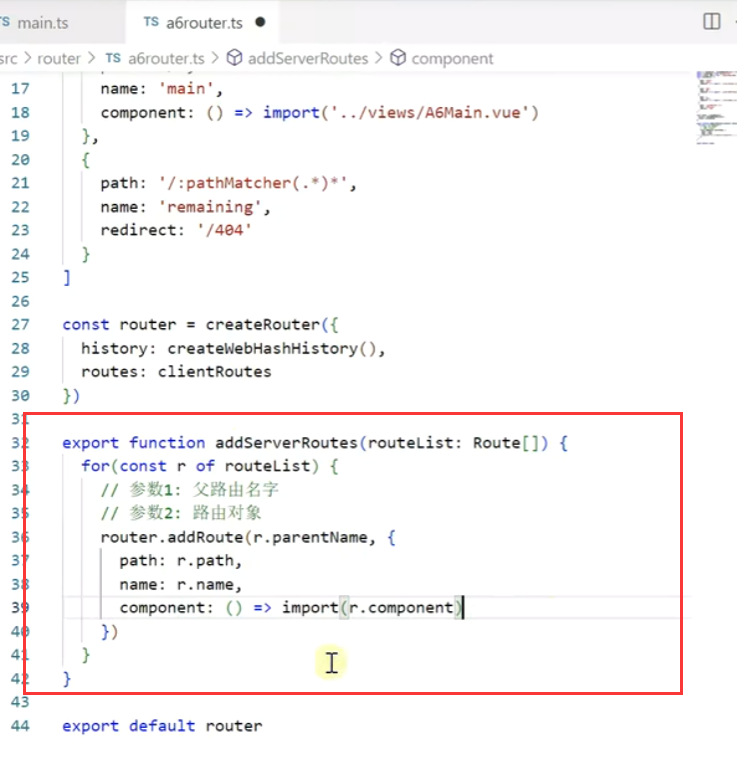 TS main.ts
TS a6router.ts
src > router > TS a6router.ts > addServerRoutes > component
17 name: 'main',
18 component: () => import('../views/A6Main.vue')
19 },
20 {
21 path: '/:pathMatcher(.*)*',
22 name: 'remaining',
23 redirect: '/404'
24 }
25 ]
26
27 const router = createRouter({
28 history: createWebHashHistory(),
29 routes: clientRoutes
30 })
31
32 export function addServerRoutes(routeList: Route[]) {
33 for(const r of routeList) {
34 // 参数1: 父路由名字
35 // 参数2: 路由对象
36 router.addRoute(r.parentName, {
37 path: r.path,
38 name: r.name,
39 component: () => import(r.component)
40 })
41 }
42 }
43
44 export default router